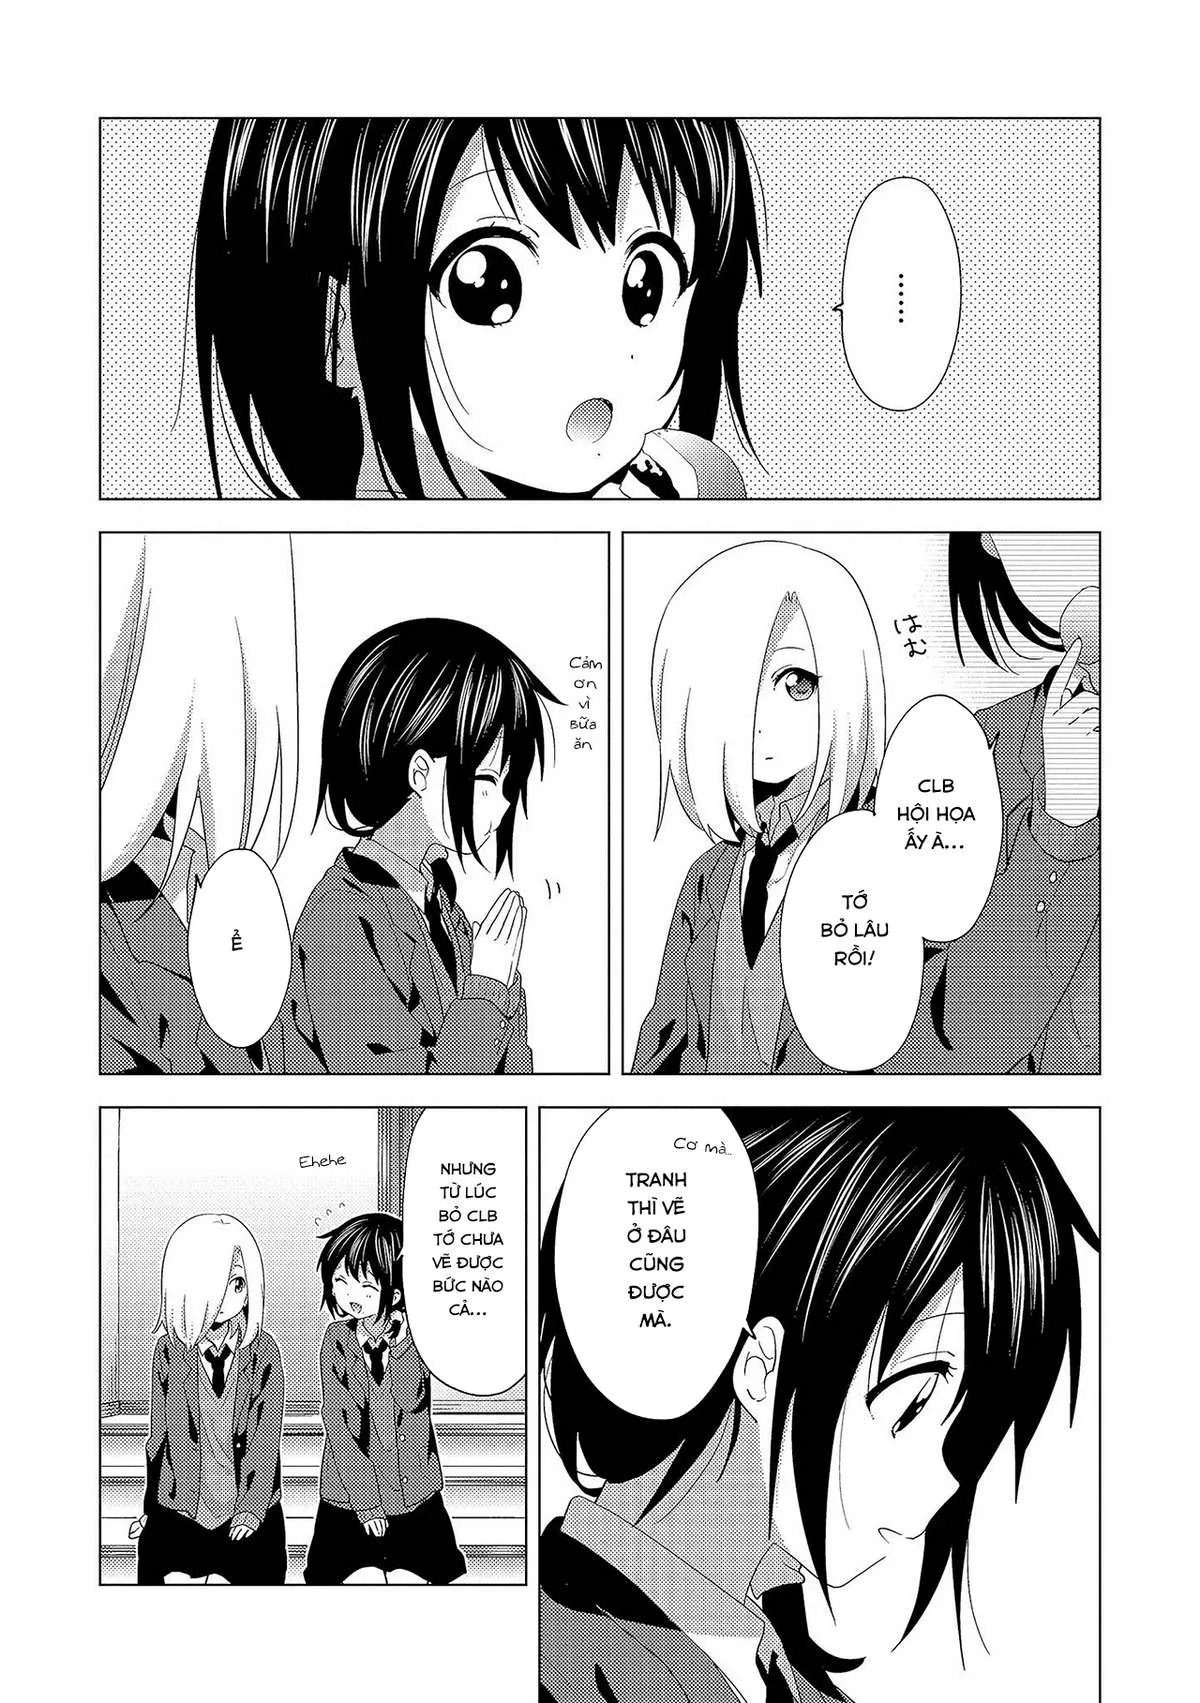 ......
はむ
CLB
HỘI HỌA
ẤY À...
TỚ
BỎ LÂU
RỒI!
Cảm
ơn
vì
bữa
ăn
Ể
Cơ mà...
TRANH
THÌ VẼ
Ở ĐÂU
CŨNG
ĐƯỢC
MÀ.
NHƯNG
TỪ LÚC
BỎ CLB
TỚ CHƯA
VẼ ĐƯỢC
BỨC NÀO
CẢ...
Ehehe